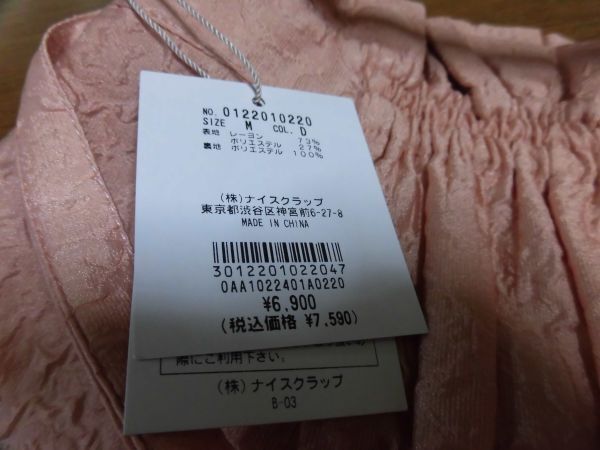 NO. 0122010220
SIZE M COL. D
表地 レーヨン 73%
ポリエステル 27%
裏地 ポリエステル 100%
(株)ナイスクラップ
東京都渋谷区神宮前6-27-8
MADE IN CHINA
3012201022047
0AA1022401A0220
¥6,900
(税込価格 ¥7,590)
際にご利用下さい。
(株)ナイスクラップ
B-03